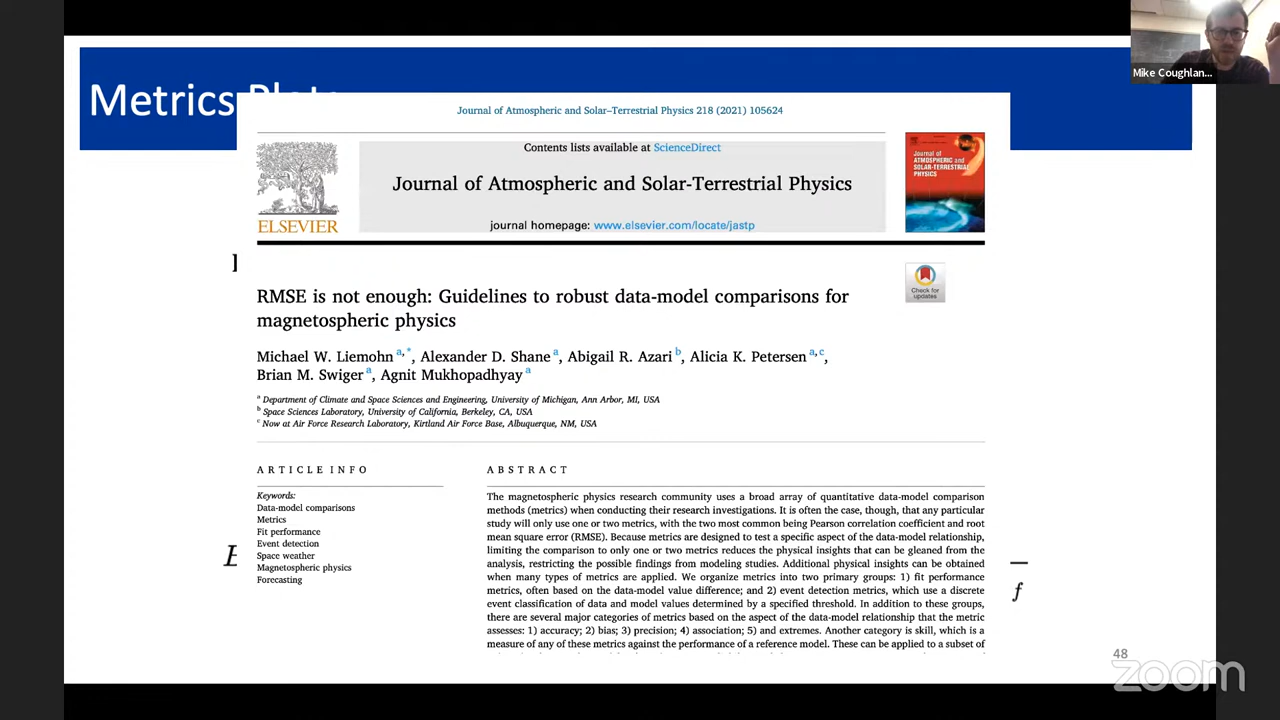 Mike Coughlan...
Metrics
Journal of Atmospheric and Solar–Terrestrial Physics 218 (2021) 105624
Contents lists available at ScienceDirect
Journal of Atmospheric and Solar-Terrestrial Physics
journal homepage: www.elsevier.com/locate/jastp
ELSEVIER
Journal of
ATMOSPHERIC and
SOLAR-TERRESTRIAL
PHYSICS
Check for
updates
RMSE is not enough: Guidelines to robust data-model comparisons for
magnetospheric physics
Michael W. Liemohn a,*, Alexander D. Shane a, Abigail R. Azari b, Alicia K. Petersen a,c,
Brian M. Swiger a, Agnit Mukhopadhyay a
a Department of Climate and Space Sciences and Engineering, University of Michigan, Ann Arbor, MI, USA
b Space Sciences Laboratory, University of California, Berkeley, CA, USA
c Now at Air Force Research Laboratory, Kirtland Air Force Base, Albuquerque, NM, USA
ARTICLE INFO
Keywords:
Data-model comparisons
Metrics
Fit performance
Event detection
Space weather
Magnetospheric physics
Forecasting
ABSTRACT
The magnetospheric physics research community uses a broad array of quantitative data-model comparison
methods (metrics) when conducting their research investigations. It is often the case, though, that any particular
study will only use one or two metrics, with the two most common being Pearson correlation coefficient and root
mean square error (RMSE). Because metrics are designed to test a specific aspect of the data-model relationship,
limiting the comparison to only one or two metrics reduces the physical insights that can be gleaned from the
analysis, restricting the possible findings from modeling studies. Additional physical insights can be obtained
when many types of metrics are applied. We organize metrics into two primary groups: 1) fit performance
metrics, often based on the data-model value difference; and 2) event detection metrics, which use a discrete
event classification of data and model values determined by a specified threshold. In addition to these groups,
there are several major categories of metrics based on the aspect of the data-model relationship that the metric
assesses: 1) accuracy; 2) bias; 3) precision; 4) association; 5) and extremes. Another category is skill, which is a
measure of any of these metrics against the performance of a reference model. These can be applied to a subset of
f
48
zoom